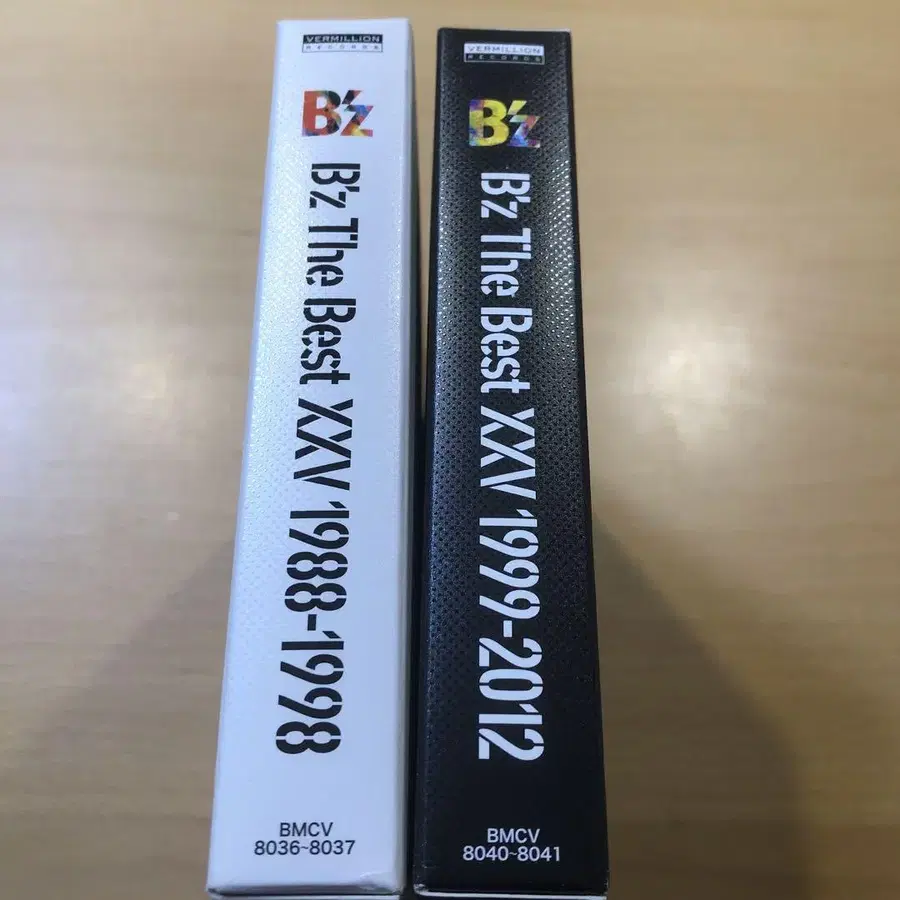 VERMILLION
RECORDS
B'z
B'z The Best XXV 1988-1998
BMCV
8036~8037
VERMILLION
RECORDS
B'z
B'z The Best XXV 1999-2012
BMCV
8040~8041